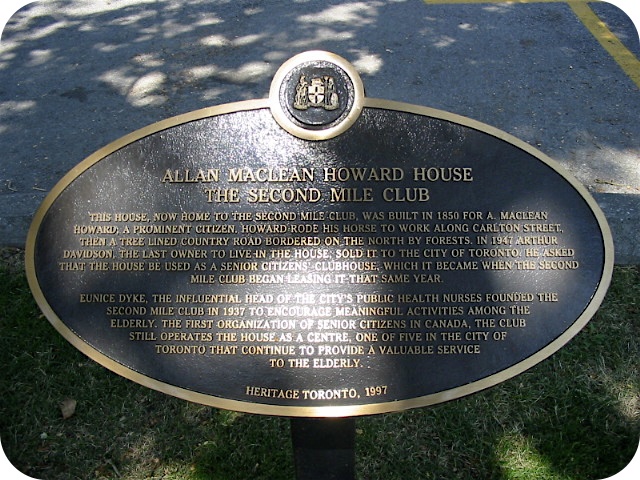 ALLAN MACLEAN HOWARD HOUSE
THE SECOND MILE CLUB
THIS HOUSE, NOW HOME TO THE SECOND MILE CLUB, WAS BUILT IN 1850 FOR A. MACLEAN
HOWARD, A PROMINENT CITIZEN. HOWARD RODE HIS HORSE TO WORK ALONG CARLTON STREET,
THEN A TREE LINED COUNTRY ROAD BORDERED ON THE NORTH BY FORESTS. IN 1947 ARTHUR
DAVIDSON, THE LAST OWNER TO LIVE IN THE HOUSE, SOLD IT TO THE CITY OF TORONTO. HE ASKED
THAT THE HOUSE BE USED AS A SENIOR CITIZENS' CLUBHOUSE, WHICH IT BECAME WHEN THE SECOND
MILE CLUB BEGAN LEASING IT THAT SAME YEAR.
EUNICE DYKE, THE INFLUENTIAL HEAD OF THE CITY'S PUBLIC HEALTH NURSES FOUNDED THE
SECOND MILE CLUB IN 1937 TO ENCOURAGE MEANINGFUL ACTIVITIES AMONG THE
ELDERLY. THE FIRST ORGANIZATION OF SENIOR CITIZENS IN CANADA, THE CLUB
STILL OPERATES THE HOUSE AS A CENTRE, ONE OF FIVE IN THE CITY OF
TORONTO THAT CONTINUE TO PROVIDE A VALUABLE SERVICE
TO THE ELDERLY.
HERITAGE TORONTO, 1997